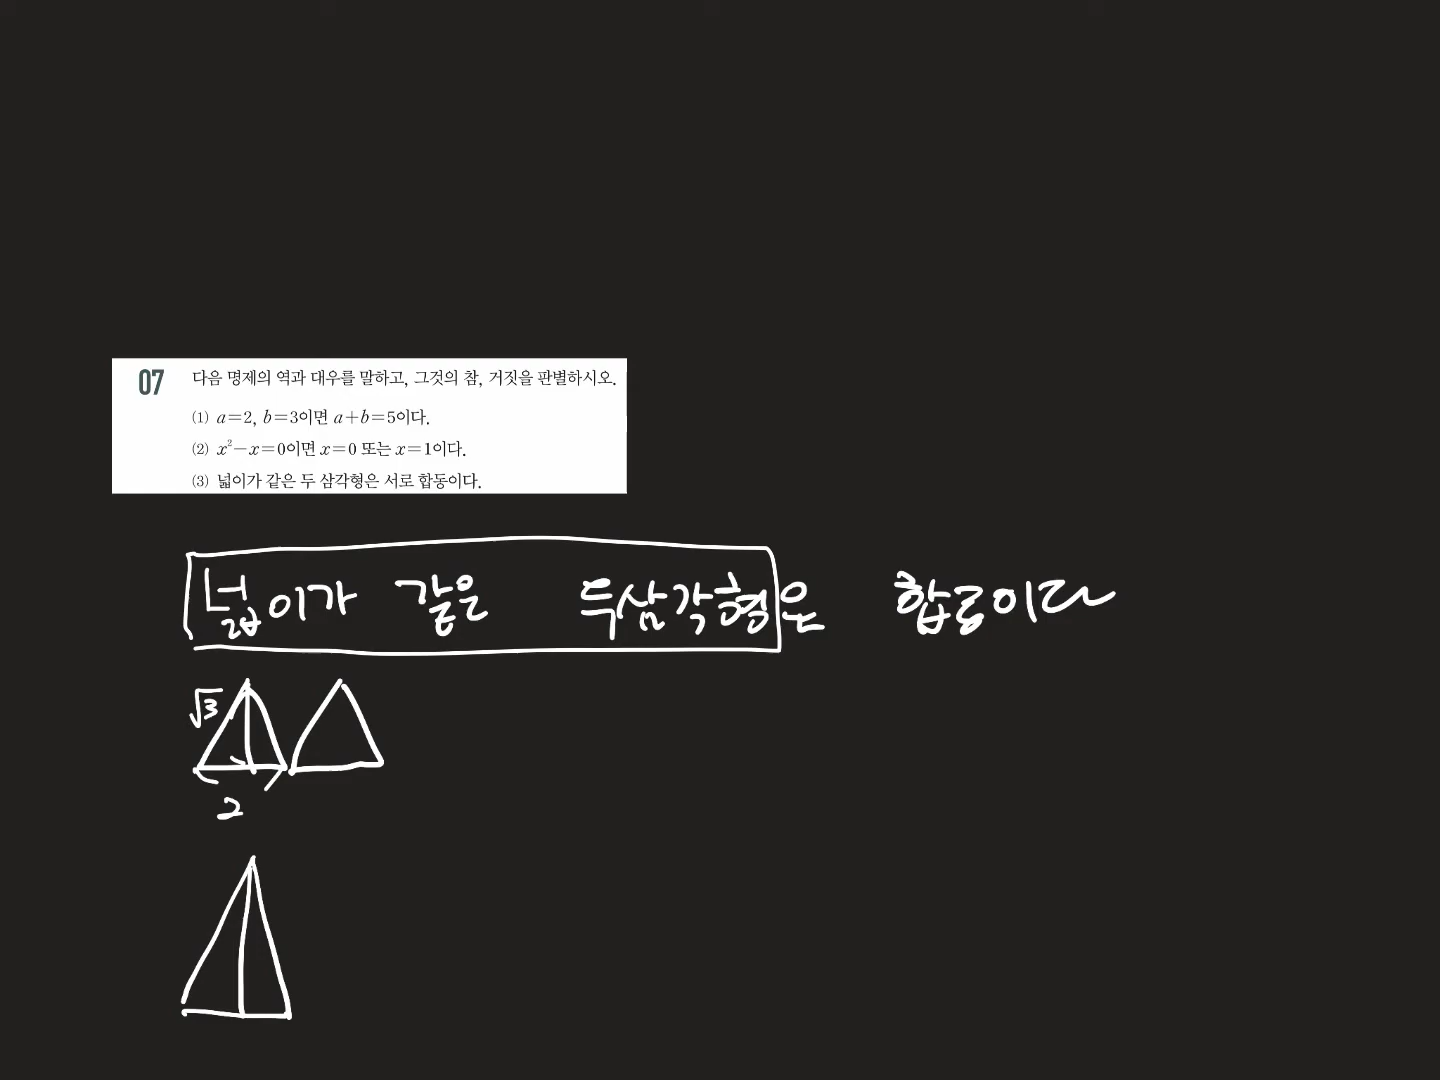 07 다음 명제의 역과 대우를 말하고, 그것의 참, 거짓을 판별하시오.
(1) a=2, b=3이면 a+b=5이다.
(2) x²-x=0이면 x=0 또는 x=1이다.
(3) 넓이가 같은 두 삼각형은 서로 합동이다.
넓이가 같은 두삼각형은 합동이다
√3
2